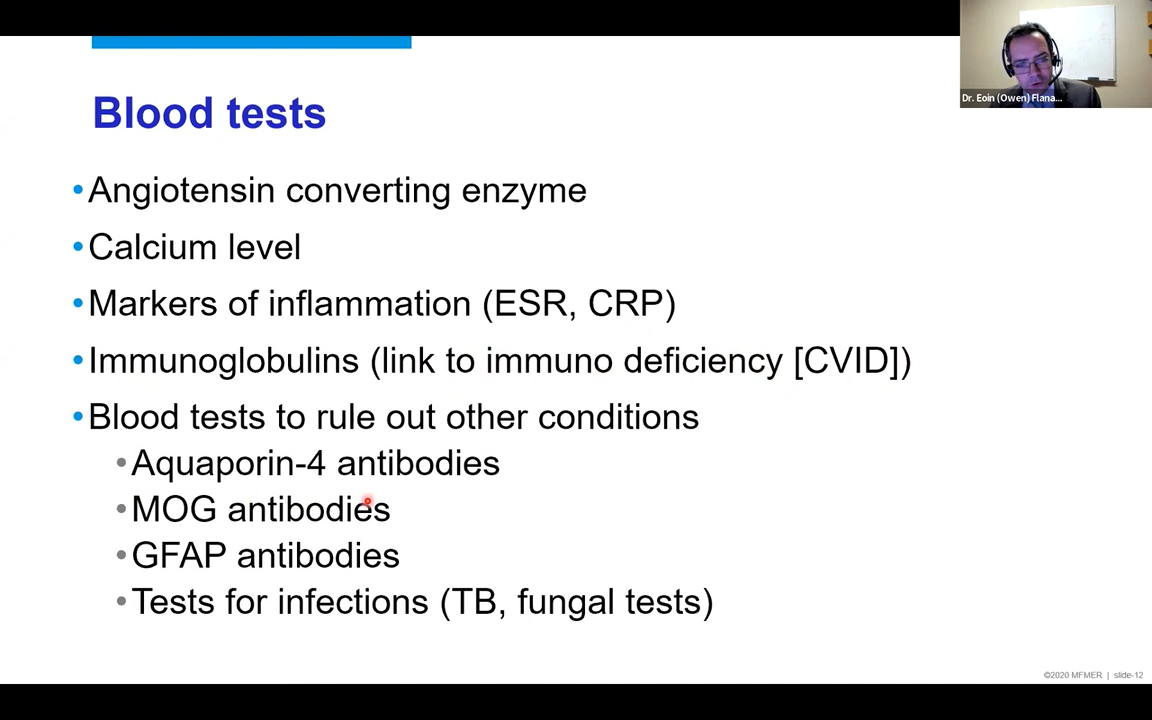 Dr. Eoin (Owen) Flana...
Blood tests
•Angiotensin converting enzyme
•Calcium level
•Markers of inflammation (ESR, CRP)
•Immunoglobulins (link to immuno deficiency [CVID])
•Blood tests to rule out other conditions
•Aquaporin-4 antibodies
•MOG antibodies
•GFAP antibodies
•Tests for infections (TB, fungal tests)
©2020 MFMER | slide-12